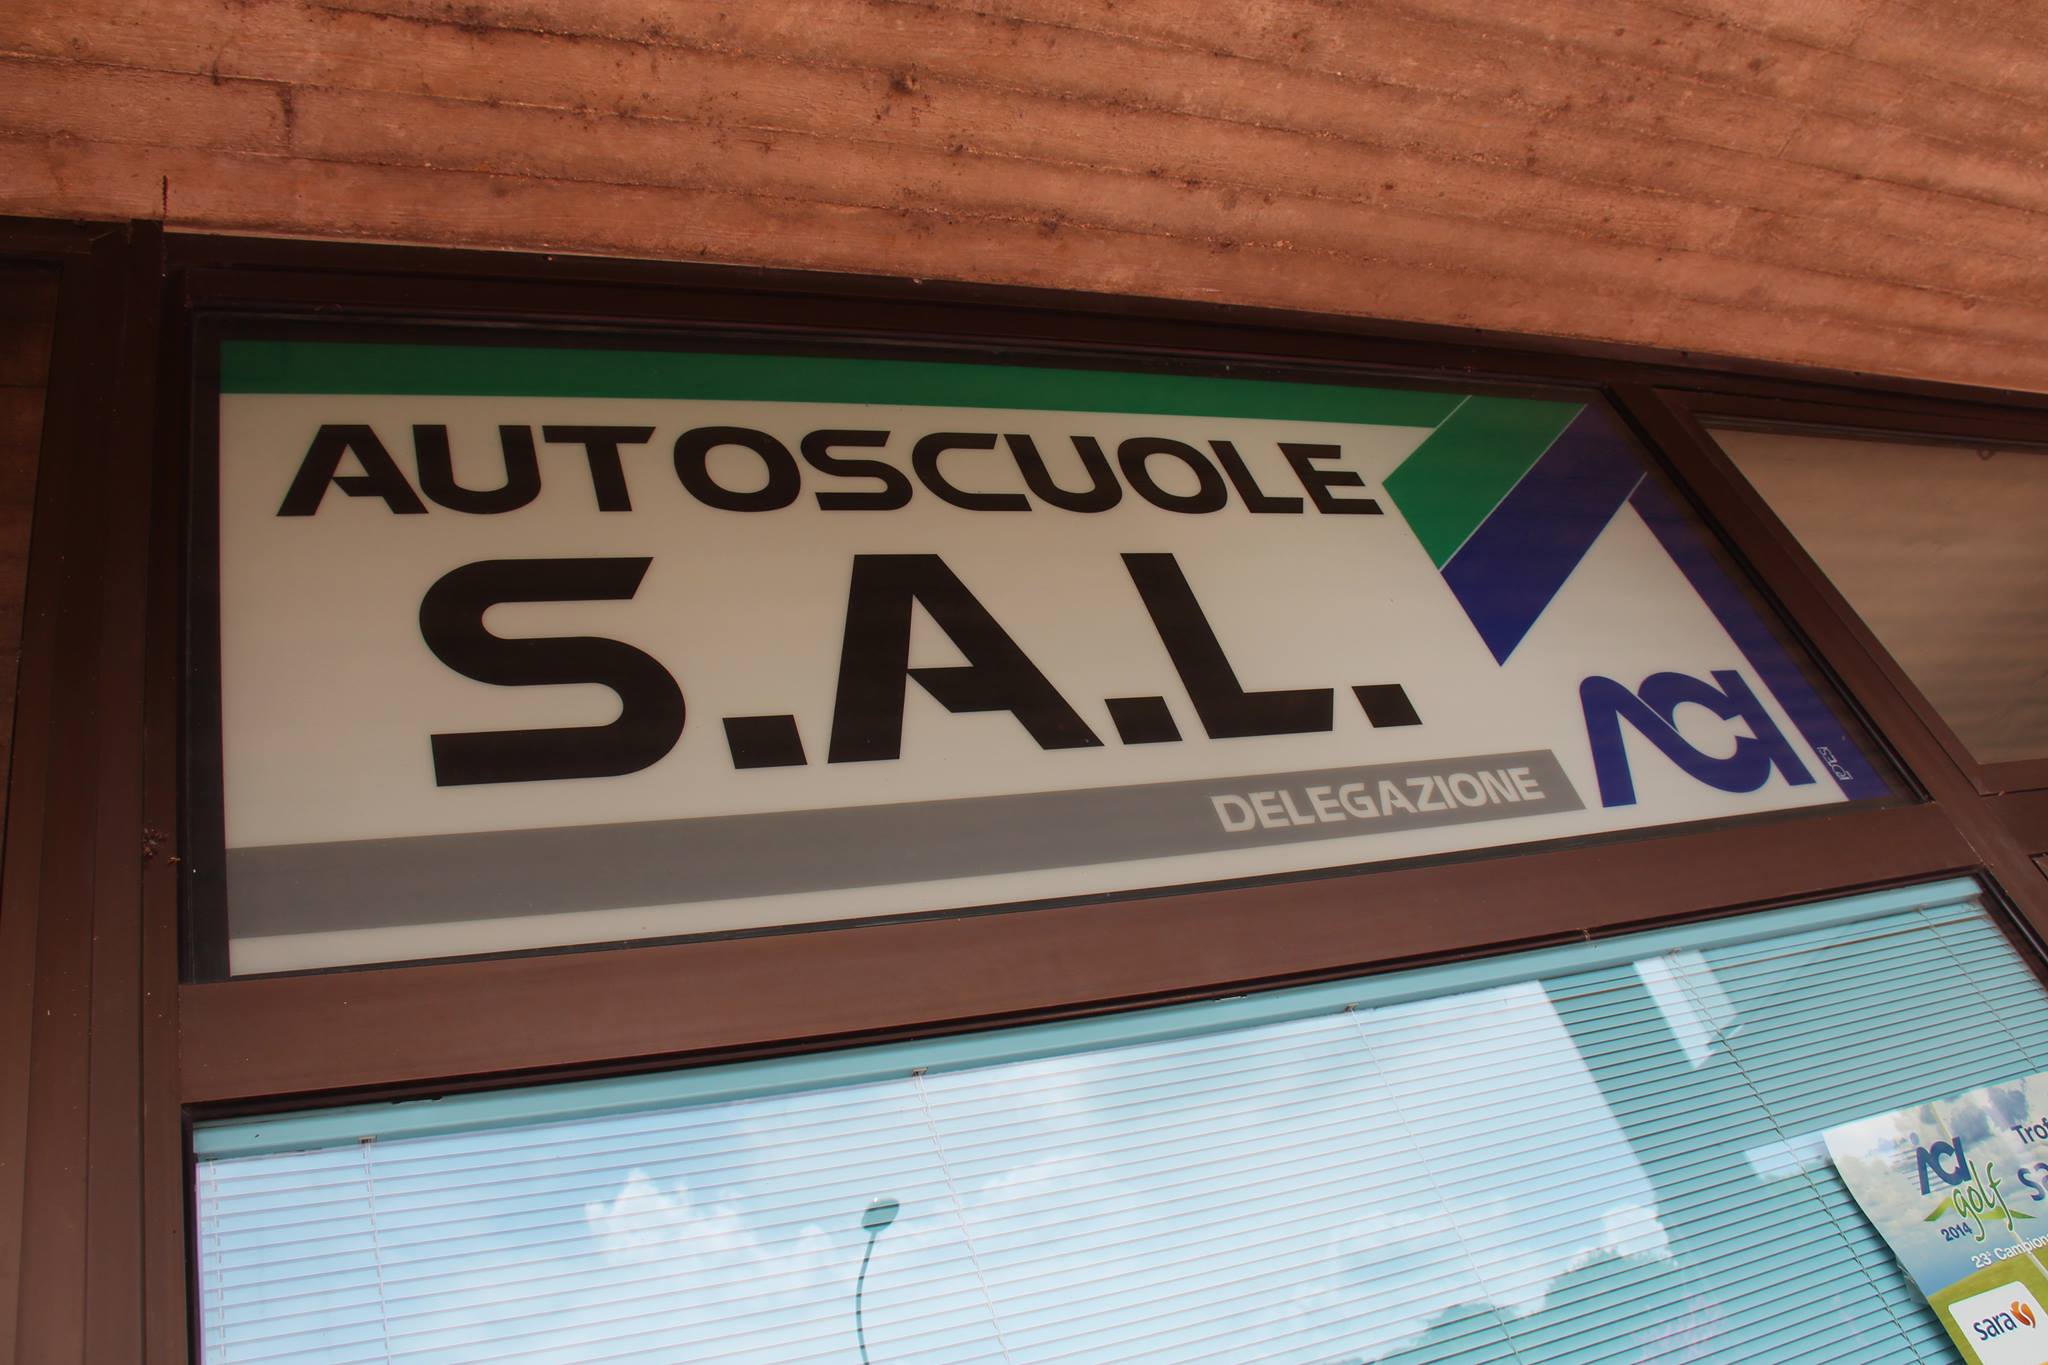 AUTOSCUOLE
S.A.L.
DELEGAZIONE
ACI
ACI
golf
2014
sara